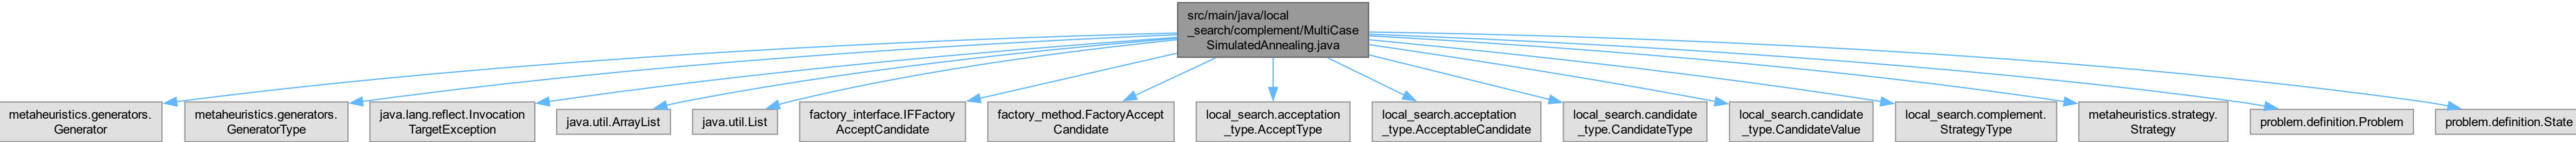 src/main/java/local
_search/complement/MultiCase
SimulatedAnnealing.java
metaheuristics.generators.
Generator
metaheuristics.generators.
GeneratorType
java.lang.reflect.Invocation
TargetException
java.util.ArrayList
java.util.List
factory_interface.IFFactory
AcceptCandidate
factory_method.FactoryAccept
Candidate
local_search.acceptation
_type.AcceptType
local_search.acceptation
_type.AcceptableCandidate
local_search.candidate
_type.CandidateType
local_search.candidate
_type.CandidateValue
local_search.complement.
StrategyType
metaheuristics.strategy.
Strategy
problem.definition.Problem
problem.definition.State